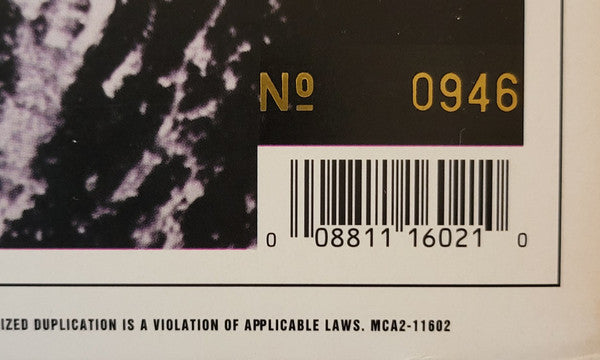 Nº 0946
0 08811 16021 0
IZED DUPLICATION IS A VIOLATION OF APPLICABLE LAWS. MCA2-11602